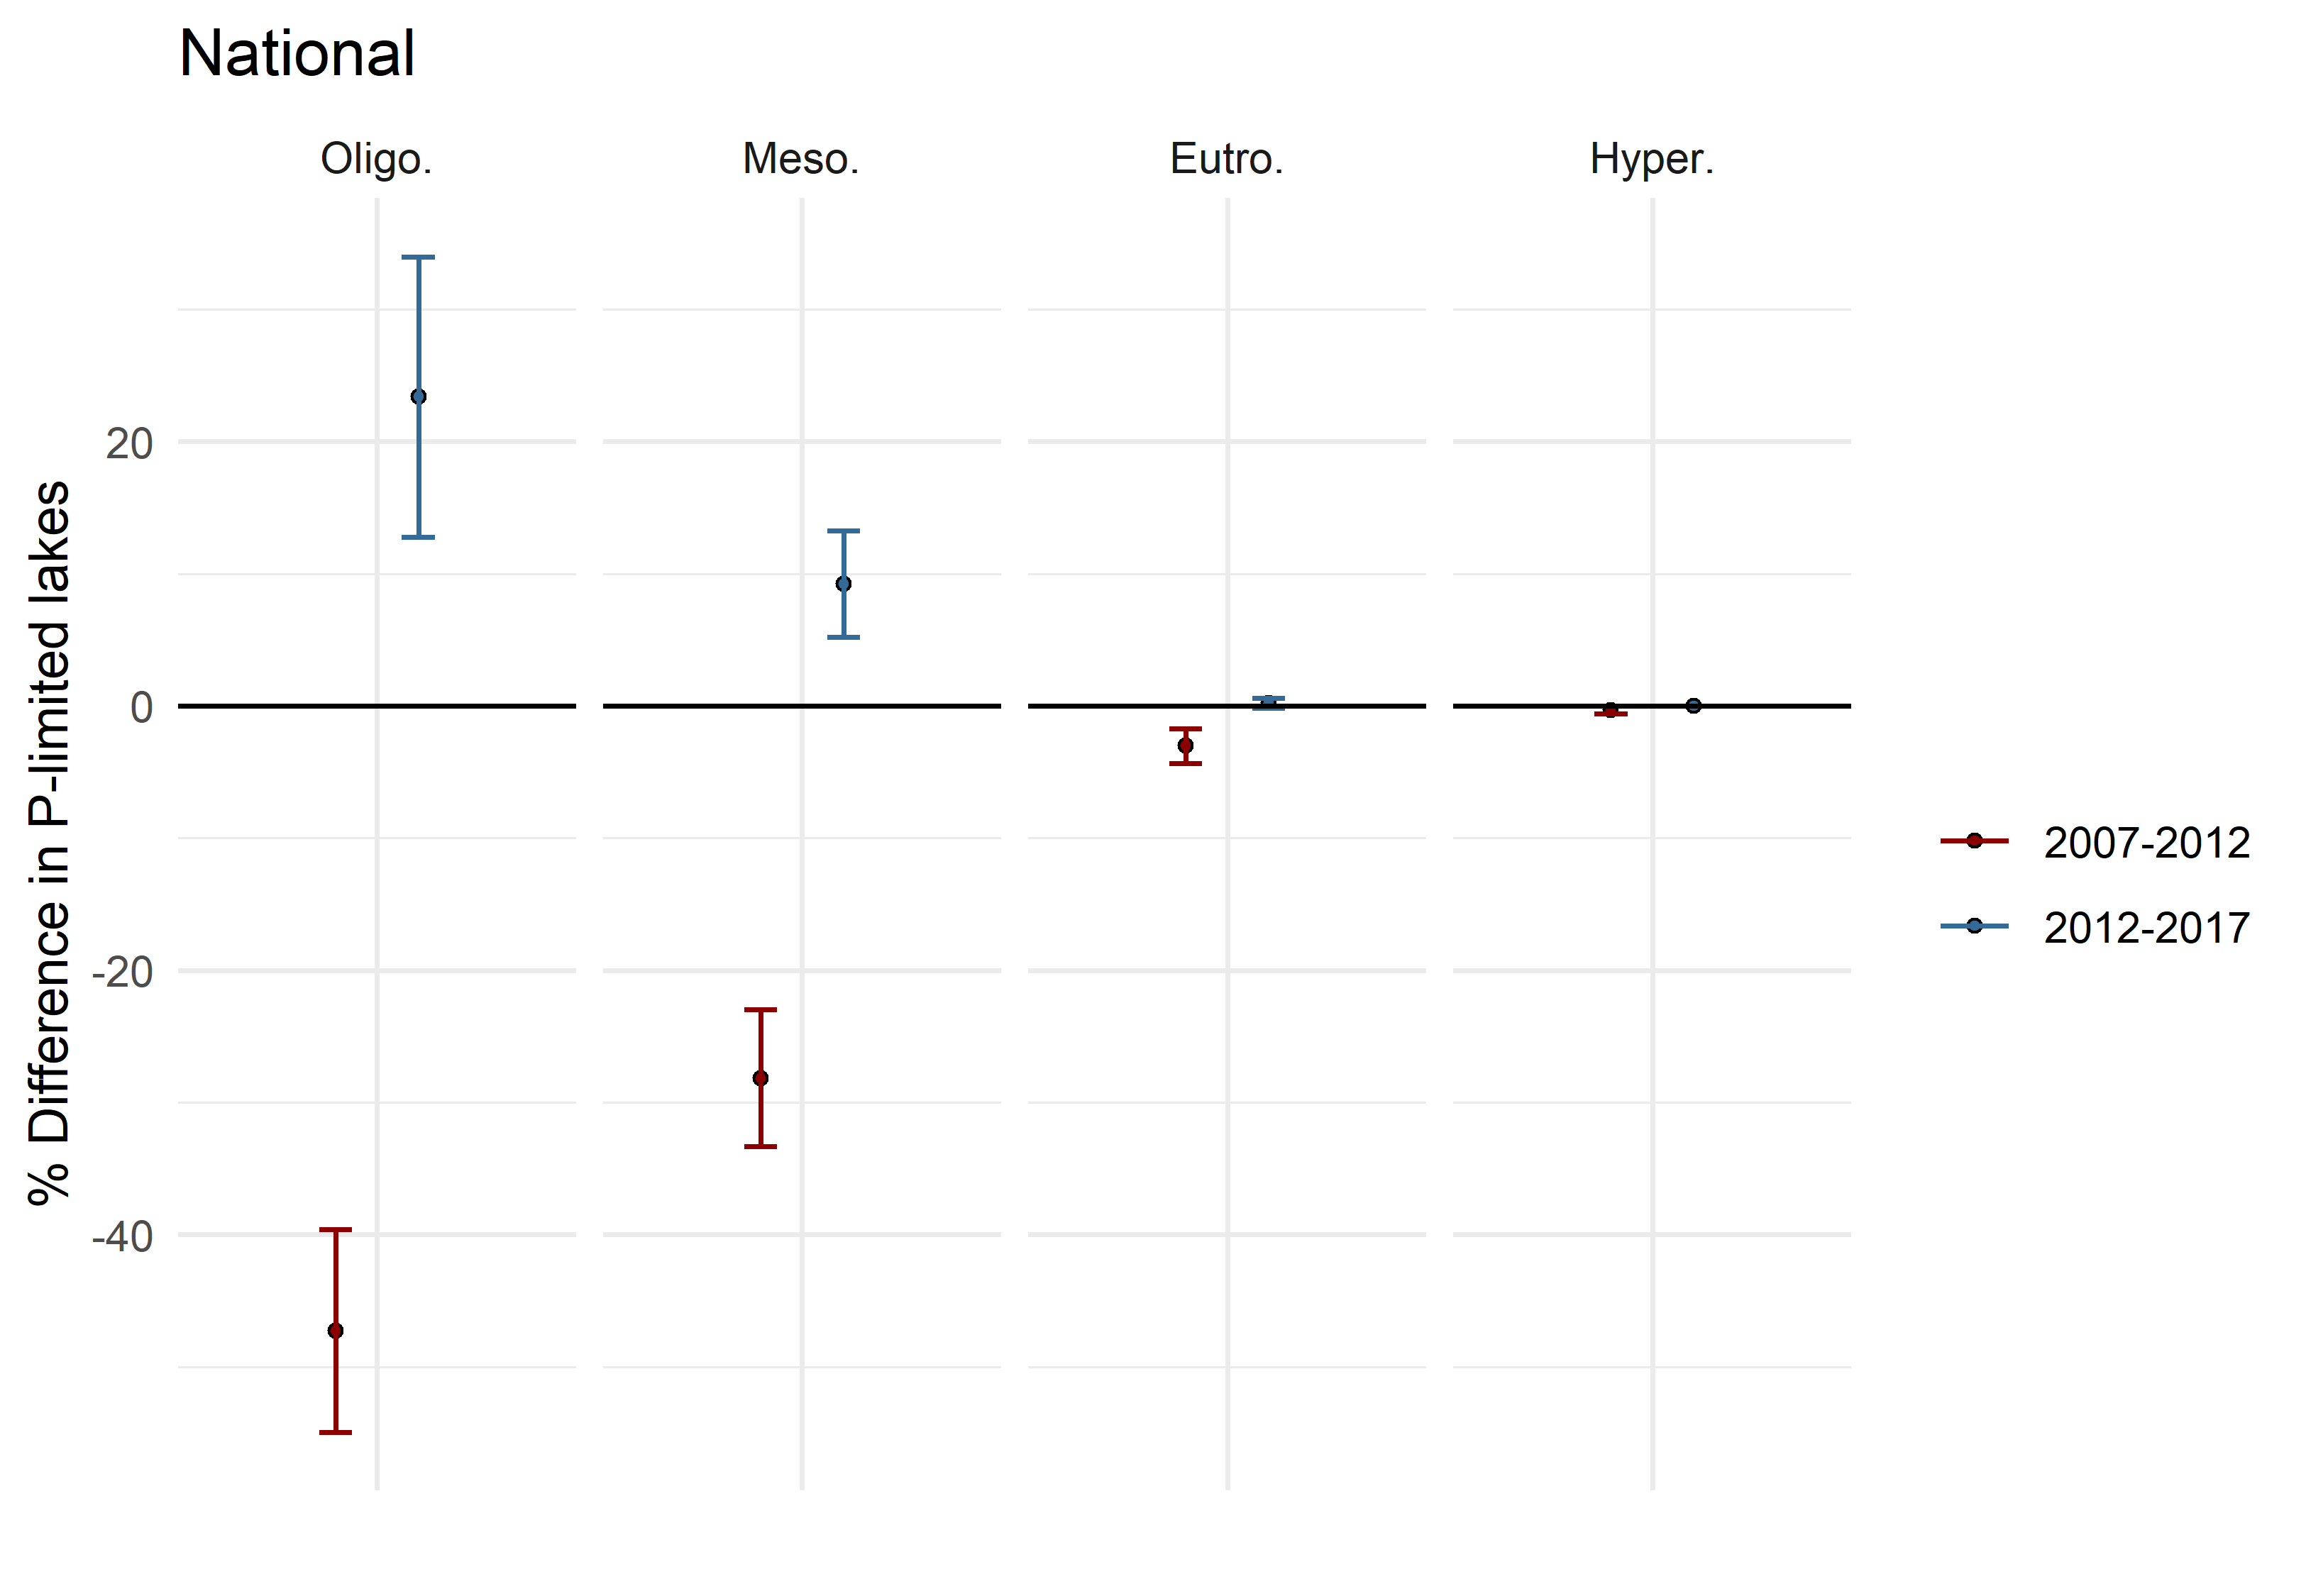 National
Oligo.
Meso.
Eutro.
Hyper.
% Difference in P-limited lakes
20
0
-20
-40
2007-2012
2012-2017